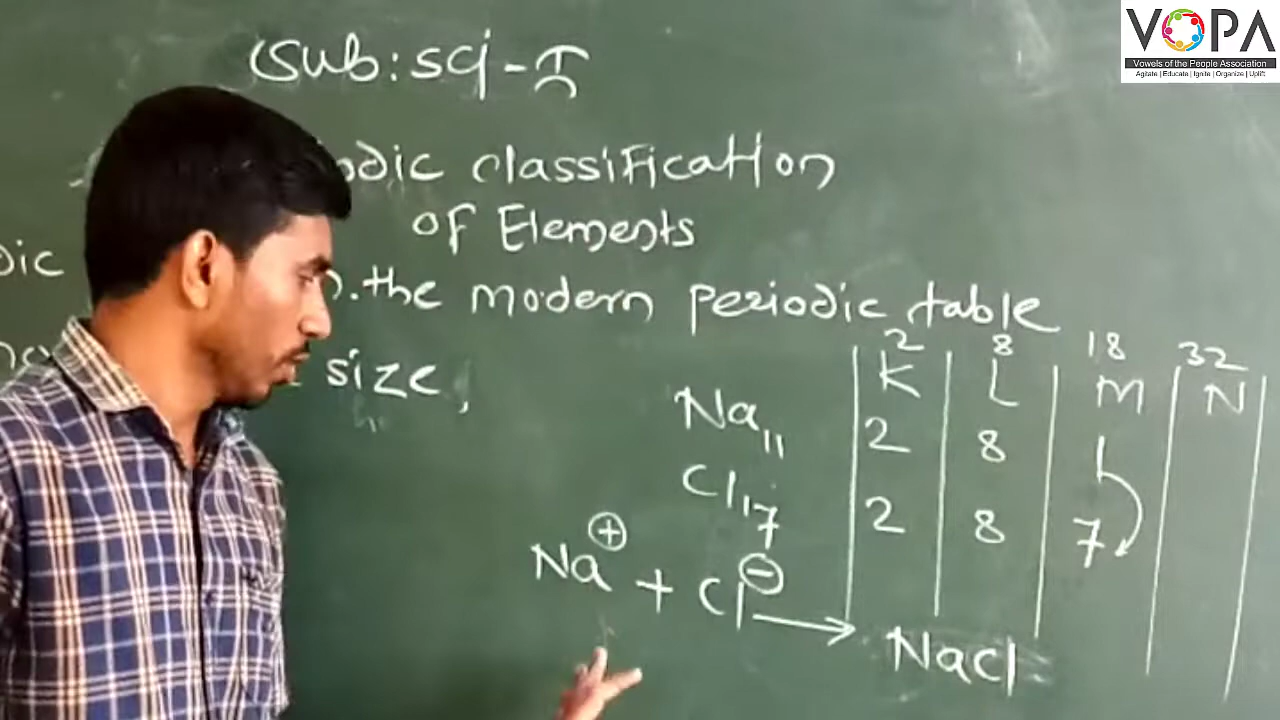 VOPA
Vowels of the People Association
Agitate | Educate | Ignite | Organize | Uplift
Sub: sci - I
odic classification
of Elements
dic
the modern periodic table
size,
2 8 18 32
K L M N
Na11 2 8 1
Cl17 2 8 7
Na⊕ + Cl⊖ → NaCl